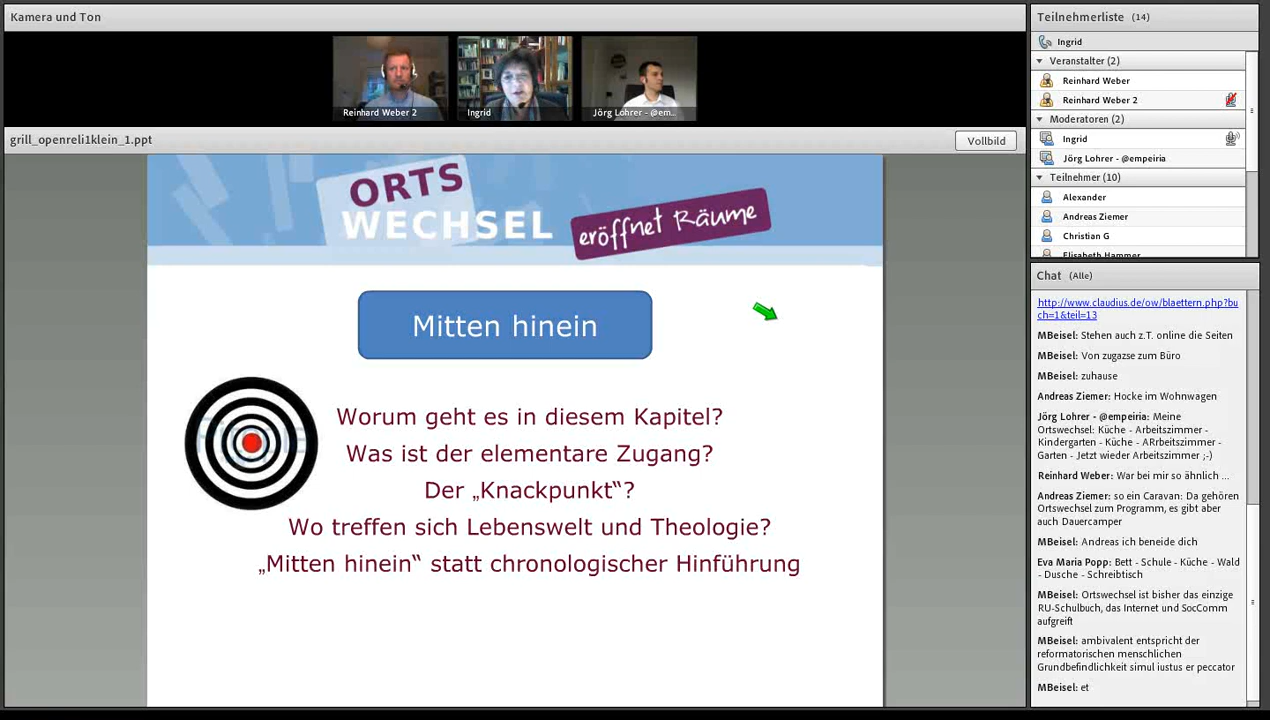 Kamera und Ton
Reinhard Weber 2
Ingrid
Jörg Lohrer - @em...
grill_openreli1klein_1.ppt
Vollbild
ORTS
WECHSEL
eröffnet Räume
Mitten hinein
Worum geht es in diesem Kapitel?
Was ist der elementare Zugang?
Der „Knackpunkt“?
Wo treffen sich Lebenswelt und Theologie?
„Mitten hinein“ statt chronologischer Hinführung
Teilnehmerliste (14)
Ingrid
Veranstalter (2)
Reinhard Weber
Reinhard Weber 2
Moderatoren (2)
Ingrid
Jörg Lohrer - @empeiria
Teilnehmer (10)
Alexander
Andreas Ziemer
Christian G
Elisabeth Hammer
Chat (Alle)
http://www.claudius.de/ow/blaettern.php?bu
ch=1&teil=13
MBeisel: Stehen auch z.T. online die Seiten
MBeisel: Von zugazse zum Büro
MBeisel: zuhause
Andreas Ziemer: Hocke im Wohnwagen
Jörg Lohrer - @empeiria: Meine
Ortswechsel: Küche - Arbeitszimmer -
Kindergarten - Küche - ARrbeitszimmer -
Garten - Jetzt wieder Arbeitszimmer ;-)
Reinhard Weber: War bei mir so ähnlich ...
Andreas Ziemer: so ein Caravan: Da gehören
Ortswechsel zum Programm, es gibt aber
auch Dauercamper
MBeisel: Andreas ich beneide dich
Eva Maria Popp: Bett - Schule - Küche - Wald
- Dusche - Schreibtisch
MBeisel: Ortswechsel ist bisher das einzige
RU-Schulbuch, das Internet und SocComm
aufgreift
MBeisel: ambivalent entspricht der
reformatorischen menschlichen
Grundbefindlichkeit simul iustus er peccator
MBeisel: et